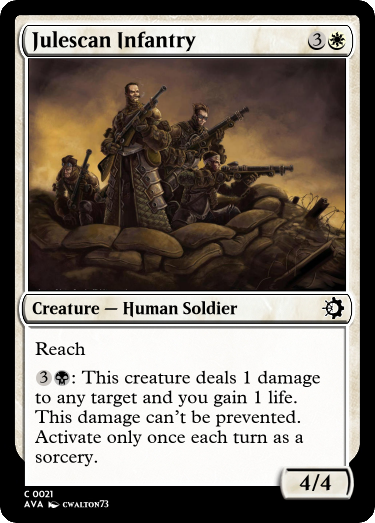 Julescan Infantry 3
Creature — Human Soldier
Reach
3: This creature deals 1 damage
to any target and you gain 1 life.
This damage can't be prevented.
Activate only once each turn as a
sorcery.
4/4
C 0021
AVA CWALTON73